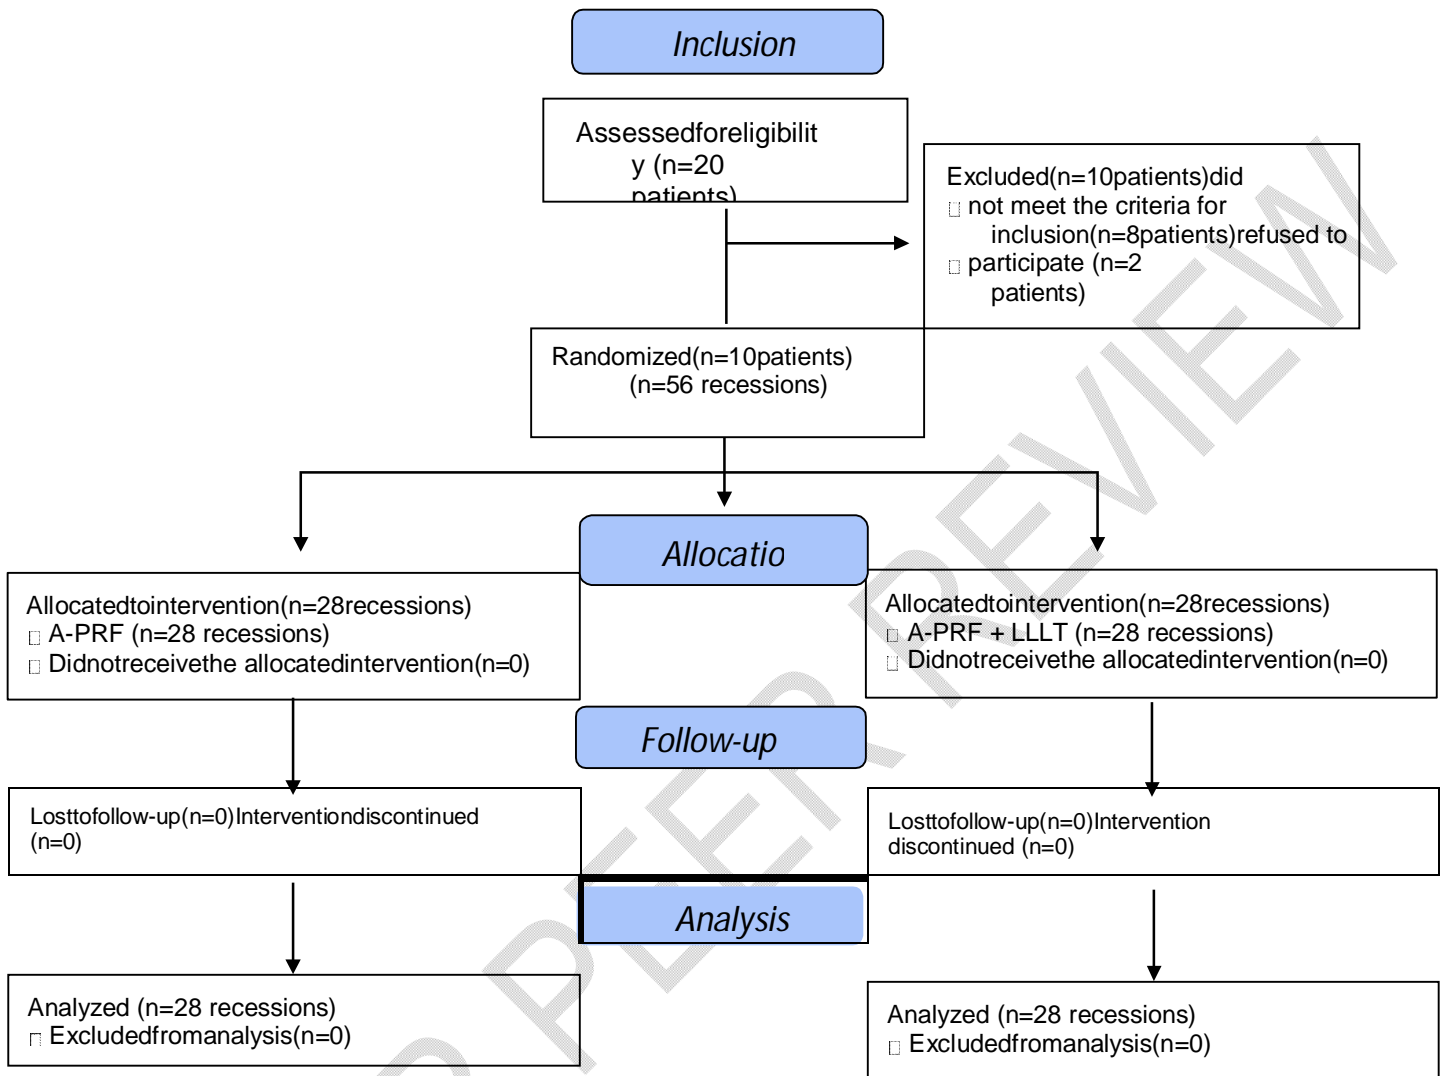 Inclusion
Assessedforeligibilit
y (n=20
patients)
Excluded(n=10patients)did
not meet the criteria for
inclusion(n=8patients)refused to
participate (n=2
patients)
Randomized(n=10patients)
(n=56 recessions)
Allocatio
Allocatedtointervention(n=28recessions)
A-PRF (n=28 recessions)
Didnotreceivethe allocatedintervention(n=0)
Allocatedtointervention(n=28recessions)
A-PRF + LLLT (n=28 recessions)
Didnotreceivethe allocatedintervention(n=0)
Follow-up
Losttofollow-up(n=0)Interventiondiscontinued
(n=0)
Losttofollow-up(n=0)Intervention
discontinued (n=0)
Analysis
Analyzed (n=28 recessions)
Excludedfromanalysis(n=0)
Analyzed (n=28 recessions)
Excludedfromanalysis(n=0)
PEER REVIEW